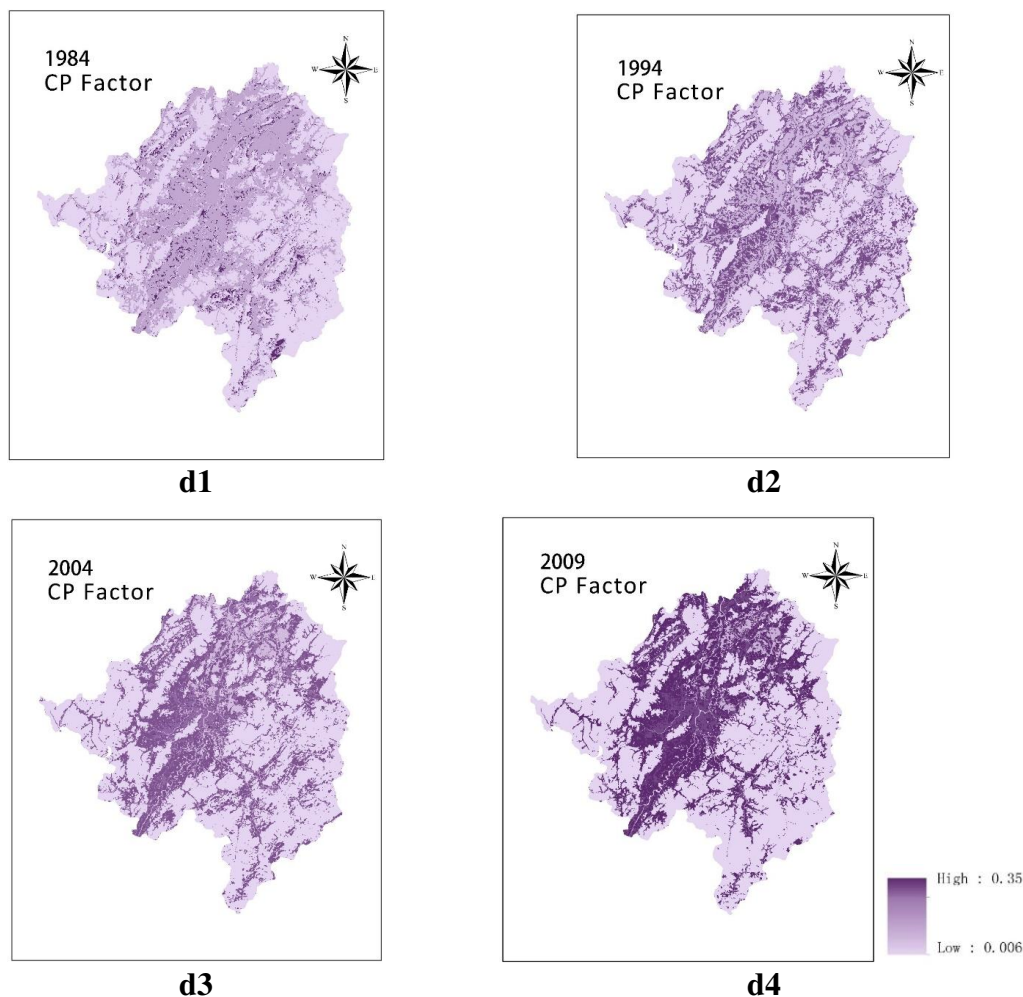 1984
CP Factor
N
W
E
S
d1
1994
CP Factor
N
W
E
S
d2
2004
CP Factor
N
W
E
S
d3
2009
CP Factor
N
W
E
S
High : 0.35
Low : 0.006
d4